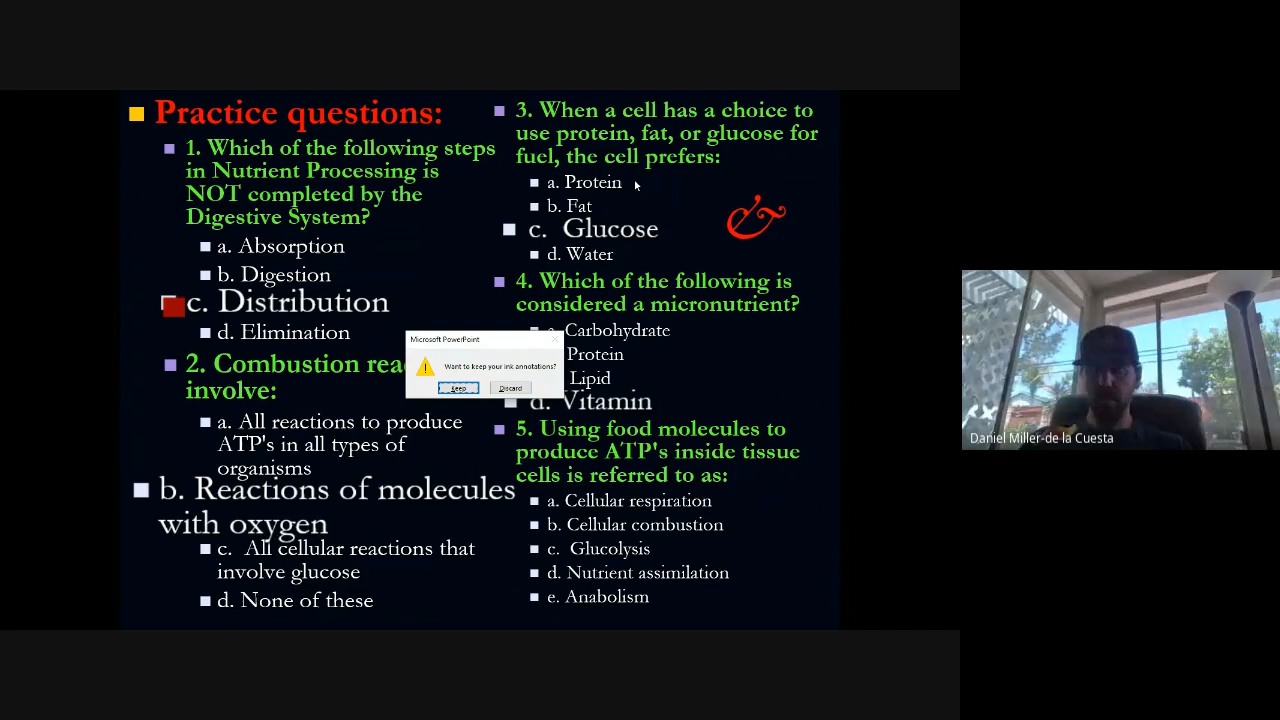 Practice questions:
1. Which of the following steps
in Nutrient Processing is
NOT completed by the
Digestive System?
a. Absorption
b. Digestion
c. Distribution
d. Elimination
2. Combustion rea
involve:
a. All reactions to produce
ATP's in all types of
organisms
b. Reactions of molecules
with oxygen
c. All cellular reactions that
involve glucose
d. None of these
3. When a cell has a choice to
use protein, fat, or glucose for
fuel, the cell prefers:
a. Protein
b. Fat
c. Glucose
d. Water
&
4. Which of the following is
considered a micronutrient?
a. Carbohydrate
Protein
Lipid
d. Vitamin
5. Using food molecules to
produce ATP's inside tissue
cells is referred to as:
a. Cellular respiration
b. Cellular combustion
c. Glucolysis
d. Nutrient assimilation
e. Anabolism
Microsoft PowerPoint
Want to keep your ink annotations?
Keep
Discard
Daniel Miller-de la Cuesta